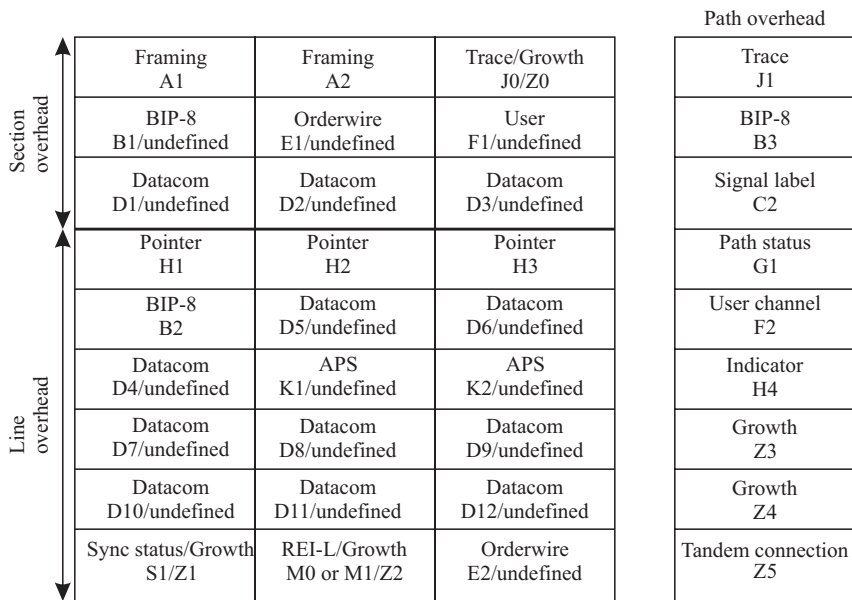 Path overhead
Framing
A1
Framing
A2
Trace/Growth
J0/Z0
Trace
J1
BIP-8
B1/undefined
Orderwire
E1/undefined
User
F1/undefined
BIP-8
B3
Datacom
D1/undefined
Datacom
D2/undefined
Datacom
D3/undefined
Signal label
C2
Section
overhead
Pointer
H1
Pointer
H2
Pointer
H3
Path status
G1
BIP-8
B2
Datacom
D5/undefined
Datacom
D6/undefined
User channel
F2
Datacom
D4/undefined
APS
K1/undefined
APS
K2/undefined
Indicator
H4
Datacom
D7/undefined
Datacom
D8/undefined
Datacom
D9/undefined
Growth
Z3
Datacom
D10/undefined
Datacom
D11/undefined
Datacom
D12/undefined
Growth
Z4
Sync status/Growth
S1/Z1
REI-L/Growth
M0 or M1/Z2
Orderwire
E2/undefined
Tandem connection
Z5
Line
overhead